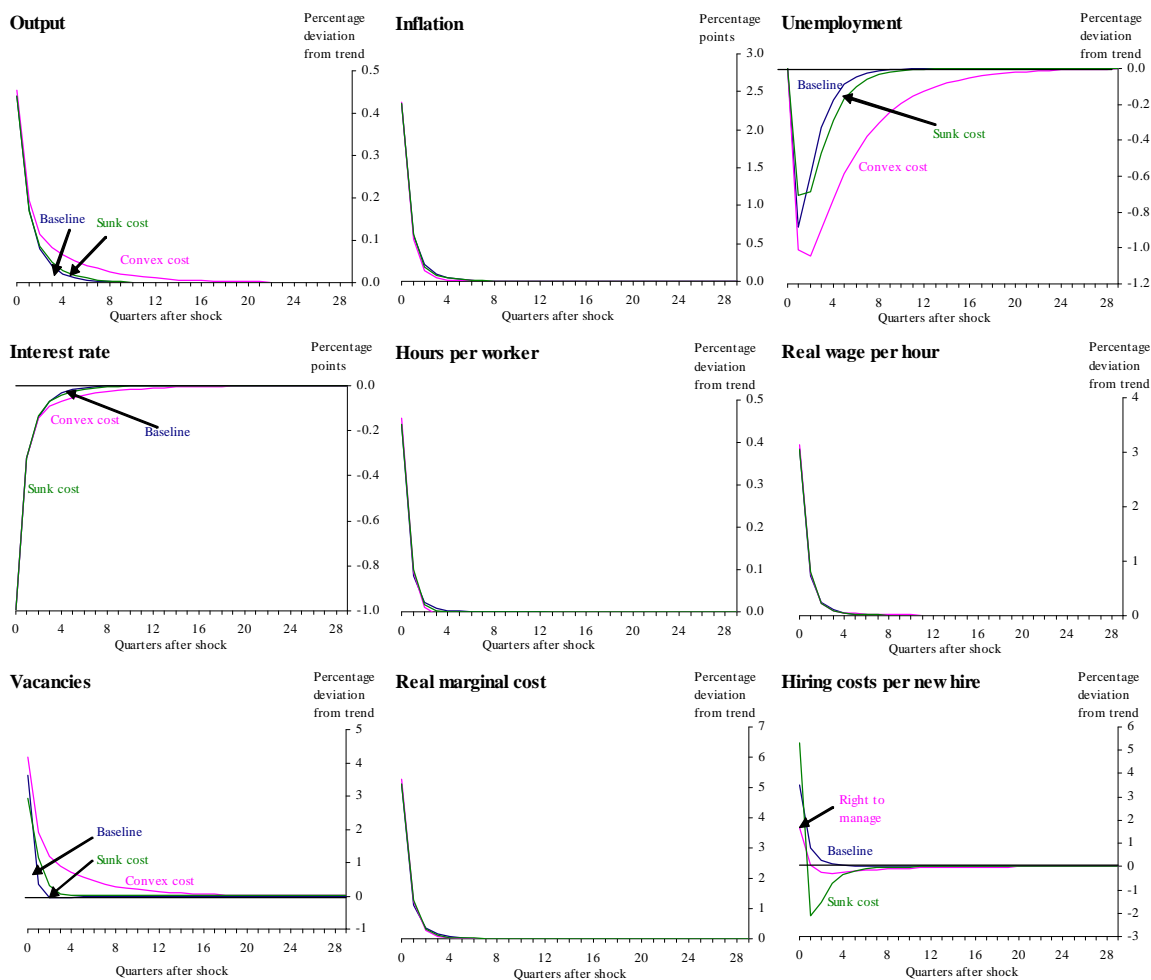 Output
Percentage
deviation
from trend
0.5
0.4
0.3
0.2
0.1
0.0
Baseline
Sunk cost
Convex cost
0 4 8 12 16 20 24 28
Quarters after shock
Inflation
Percentage
points
3.0
2.5
2.0
1.5
1.0
0.5
0.0
0 4 8 12 16 20 24 28
Quarters after shock
Unemployment
Percentage
deviation
from trend
0.0
-0.2
-0.4
-0.6
-0.8
-1.0
-1.2
Baseline
Sunk cost
Convex cost
0 4 8 12 16 20 24 28
Quarters after shock
Interest rate
Percentage
points
0.0
-0.2
-0.4
-0.6
-0.8
-1.0
Convex cost
Baseline
Sunk cost
0 4 8 12 16 20 24 28
Quarters after shock
Hours per worker
Percentage
deviation
from trend
0.5
0.4
0.3
0.2
0.1
0.0
0 4 8 12 16 20 24 28
Quarters after shock
Real wage per hour
Percentage
deviation
from trend
4
3
2
1
0
0 4 8 12 16 20 24 28
Quarters after shock
Vacancies
Percentage
deviation
from trend
5
4
3
2
1
0
-1
Baseline
Sunk cost
Convex cost
0 4 8 12 16 20 24 28
Quarters after shock
Real marginal cost
Percentage
deviation
from trend
7
6
5
4
3
2
1
0
0 4 8 12 16 20 24 28
Quarters after shock
Hiring costs per new hire
Percentage
deviation
from trend
6
5
4
3
2
1
0
-1
-2
-3
Right to
manage
Baseline
Sunk cost
0 4 8 12 16 20 24 28
Quarters after shock